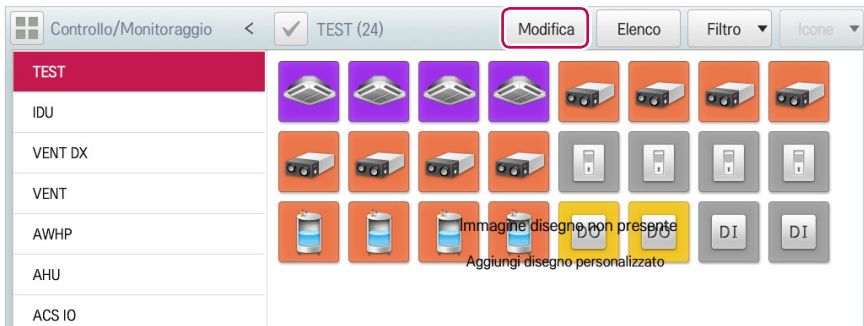 Controllo/Monitoraggio < TEST (24) Modifica Elenco Filtro Icone
TEST
IDU
VENT DX
VENT
AWHP
AHU
ACS IO
Immagine disegno non presente
DO DO DI DI
Aggiungi disegno personalizzato